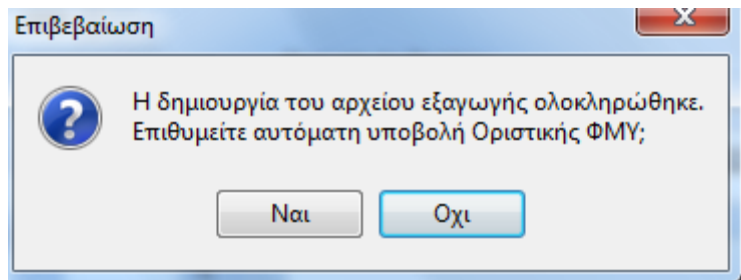 Επιβεβαίωση
Η δημιουργία του αρχείου εξαγωγής ολοκληρώθηκε.
Επιθυμείτε αυτόματη υποβολή Οριστικής ΦΜΥ;
Ναι Οχι